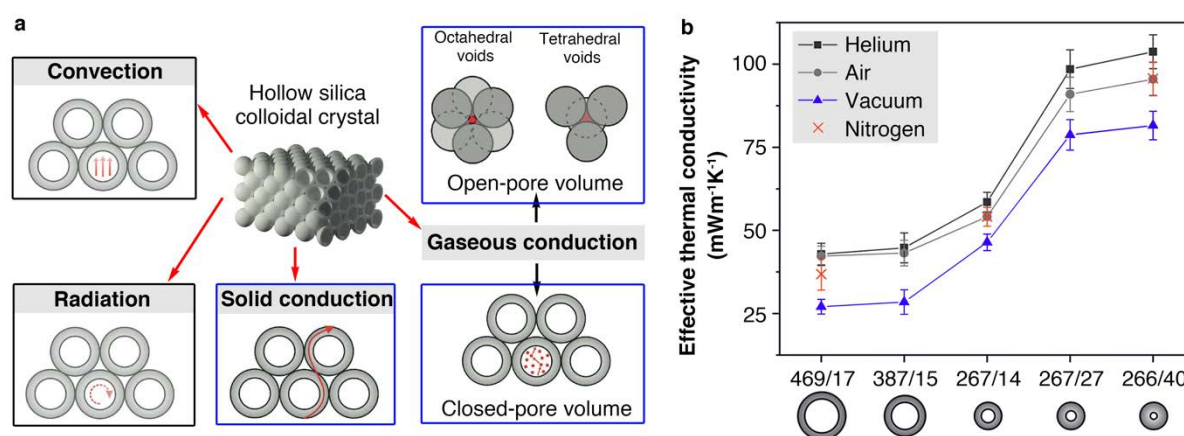 a
Convection
Hollow silica
colloidal crystal
Octahedral
voids
Tetrahedral
voids
Open-pore volume
Gaseous conduction
Radiation
Solid conduction
Closed-pore volume
b
Effective thermal conductivity
(mWm⁻¹K⁻¹)
100
75
50
25
Helium
Air
Vacuum
Nitrogen
469/17 387/15 267/14 267/27 266/40